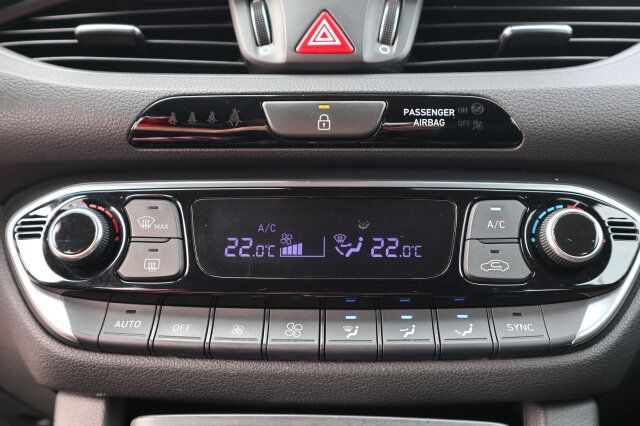 PASSENGER
AIRBAG
ON
OFF
MAX
A/C
22.0°C
22.0°C
A/C
AUTO
OFF
SYNC